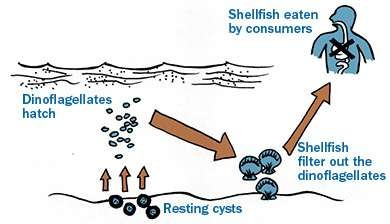 Shellfish eaten
by consumers
Dinoflagellates
hatch
Shellfish
filter out the
dinoflagellates
Resting cysts